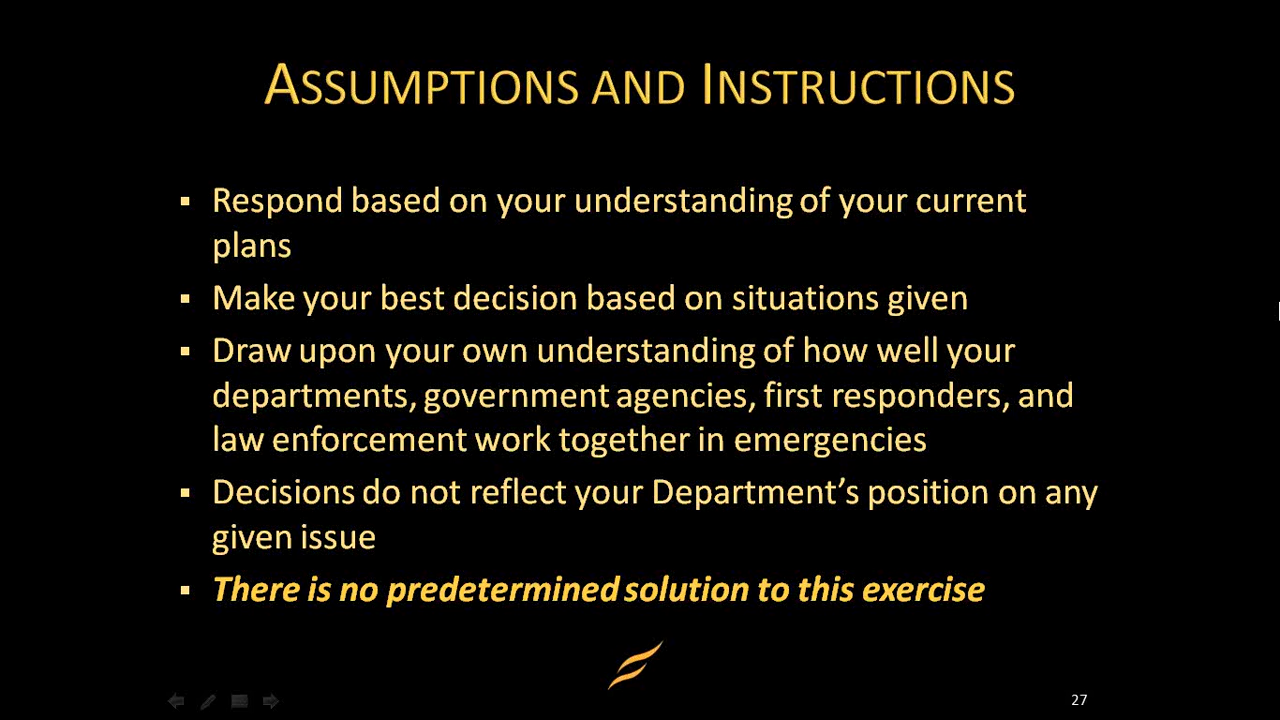 ASSUMPTIONS AND INSTRUCTIONS
▪ Respond based on your understanding of your current
plans
▪ Make your best decision based on situations given
▪ Draw upon your own understanding of how well your
departments, government agencies, first responders, and
law enforcement work together in emergencies
▪ Decisions do not reflect your Department’s position on any
given issue
▪ There is no predetermined solution to this exercise
27